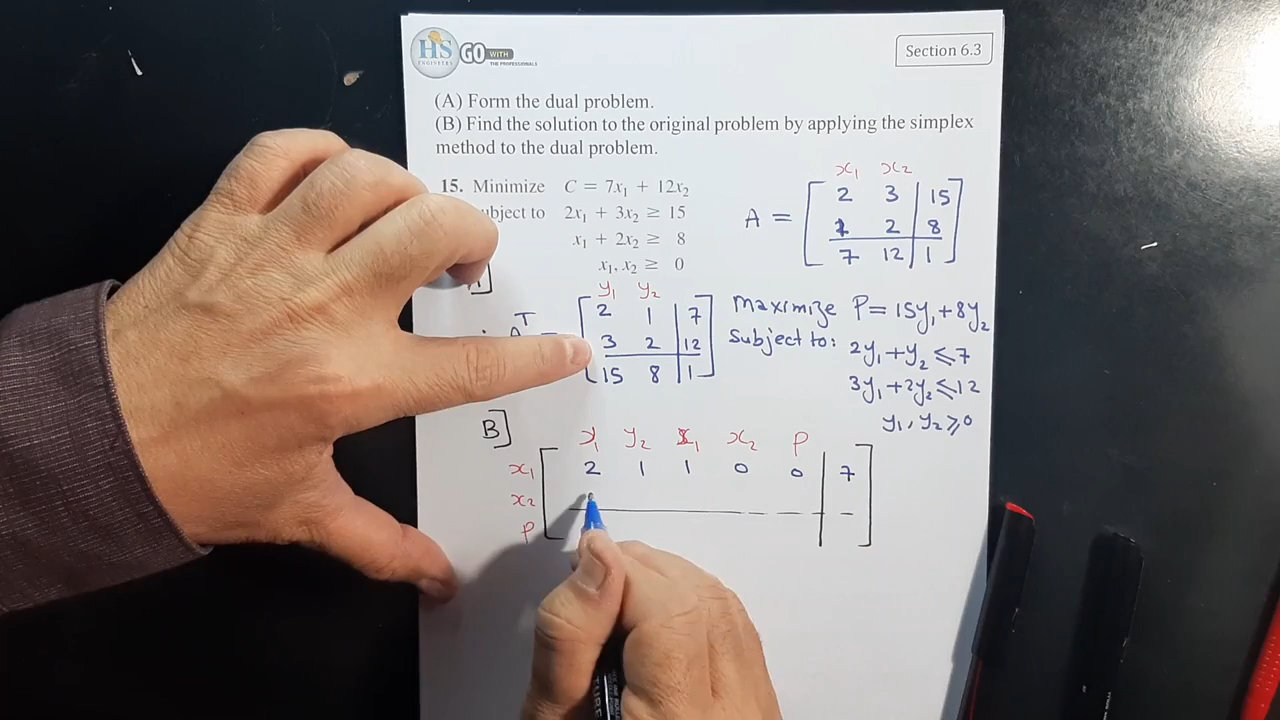 HS
ENGINEERS
GO WITH
THE PROFESSIONALS
Section 6.3
(A) Form the dual problem.
(B) Find the solution to the original problem by applying the simplex
method to the dual problem.
15. Minimize C = 7x₁ + 12x₂
ubject to 2x₁ + 3x₂ ≥ 15
x₁ + 2x₂ ≥ 8
x₁, x₂ ≥ 0
x₁ x₂
A = [ 2 3 | 15
1 2 | 8
7 12 | 1 ]
y₁ y₂
Aᵀ = [ 2 1 | 7
3 2 | 12
15 8 | 1 ]
Maximize P = 15y₁ + 8y₂
Subject to:
2y₁ + y₂ ≤ 7
3y₁ + 2y₂ ≤ 12
y₁, y₂ ≥ 0
B]
y₂ x₁ x₂ P
x₁ [ 2 1 1 0 0 | 7 ]
x₂
P